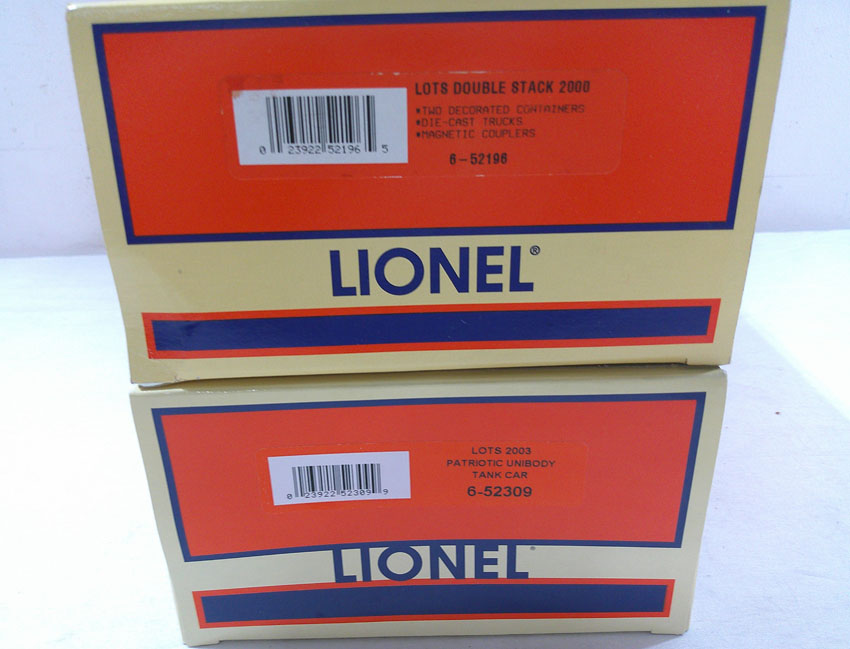 LOTS DOUBLE STACK 2000
*TWO DECORATED CONTAINERS
*DIE-CAST TRUCKS
*MAGNETIC COUPLERS
6-52196
0 23922 52196 5
LIONEL®
LOTS 2003
PATRIOTIC UNIBODY
TANK CAR
6-52309
0 23922 52309 9
LIONEL®